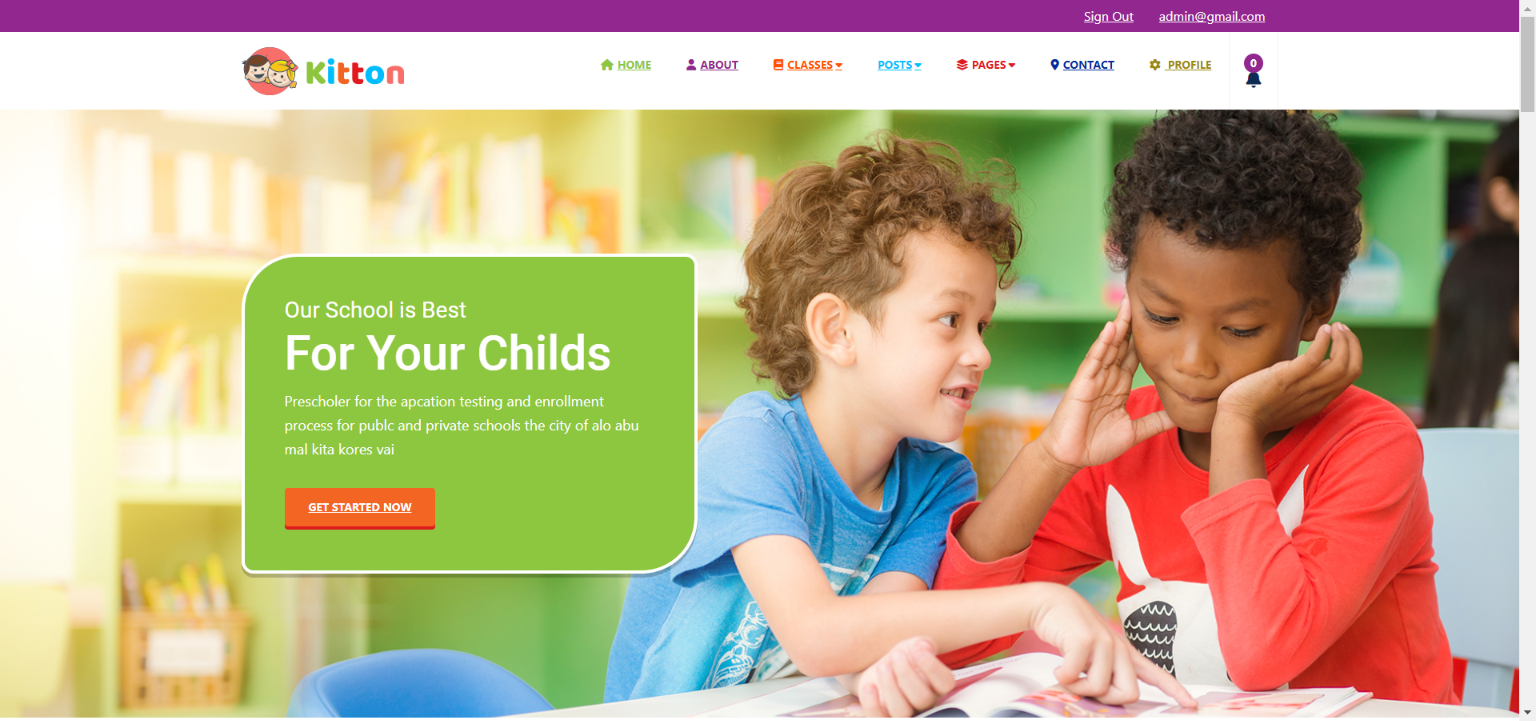 Sign Out admin@gmail.com
Kitton
HOME ABOUT CLASSES POSTS PAGES CONTACT PROFILE 0
Our School is Best
For Your Childs
Prescholer for the apcation testing and enrollment
process for publc and private schools the city of alo abu
mal kita kores vai
GET STARTED NOW